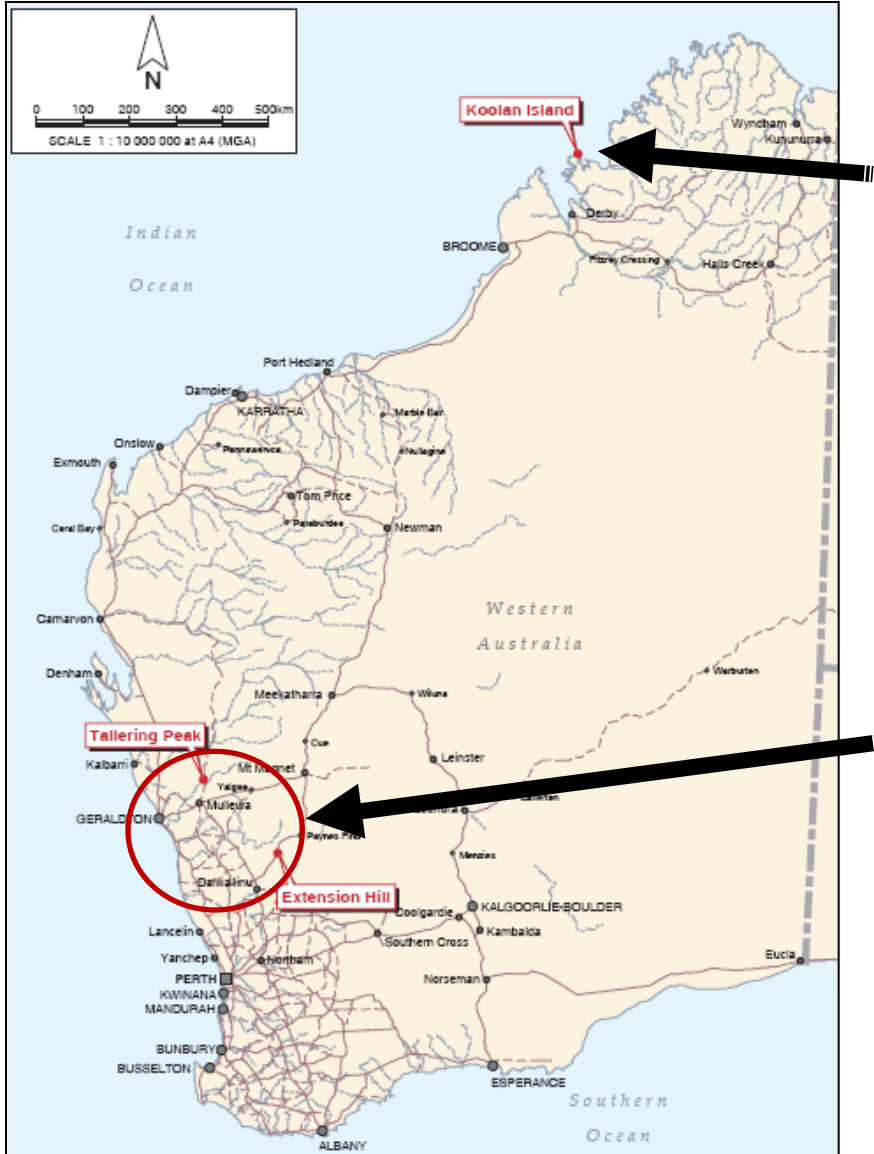 N
0 100 200 300 400 500km
SCALE 1 : 10 000 000 at A4 (MGA)
Koolan Island
Wyndham
Kununurra
Indian
Ocean
Derby
BROOME
Fitzroy Crossing
Halls Creek
Port Hedland
Dampier
KARRATHA
Marble Bar
Onslow
Pannawonica
Nullagine
Exmouth
Tom Price
Coral Bay
Paraburdoo
Newman
Western
Australia
Carnarvon
Denham
Warburton
Meekatharra
Wiluna
Tallering Peak
Cue
Kalbarri
Mt Magnet
Leinster
Yalgoo
Mullewa
GERALDTON
Paynes Find
Menzies
Dalwallinu
Extension Hill
KALGOORLIE-BOULDER
Coolgardie
Lancelin
Kambalda
Southern Cross
Yanchep
Northam
Eucla
PERTH
Norseman
KWINANA
MANDURAH
BUNBURY
BUSSELTON
ESPERANCE
Southern
Ocean
ALBANY